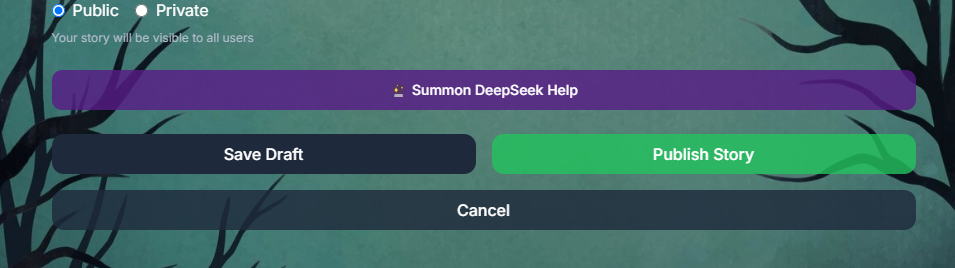 Public Private
Your story will be visible to all users
Summon DeepSeek Help
Save Draft Publish Story
Cancel